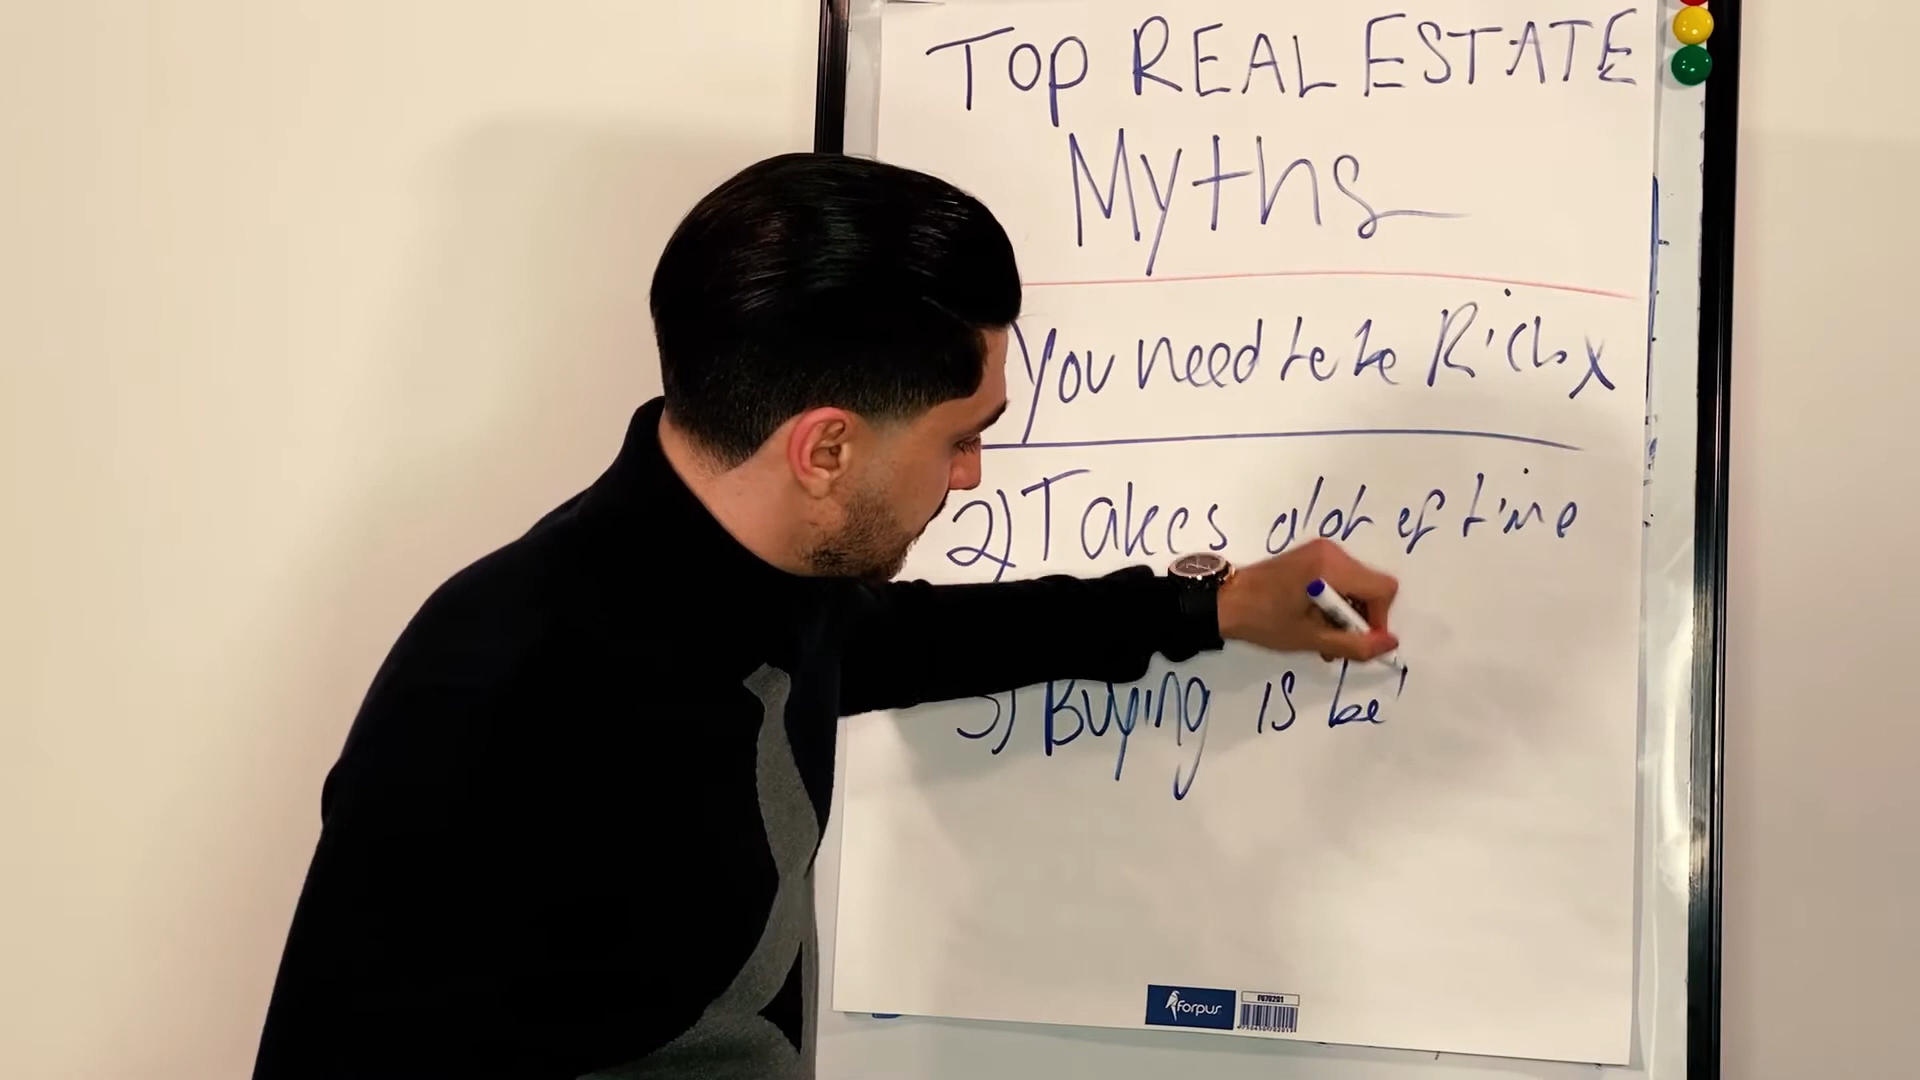 TOP REAL ESTATE
Myths
You need to be Rich x
2) Takes alot of time
3) Buying is be
forpus
FO70201